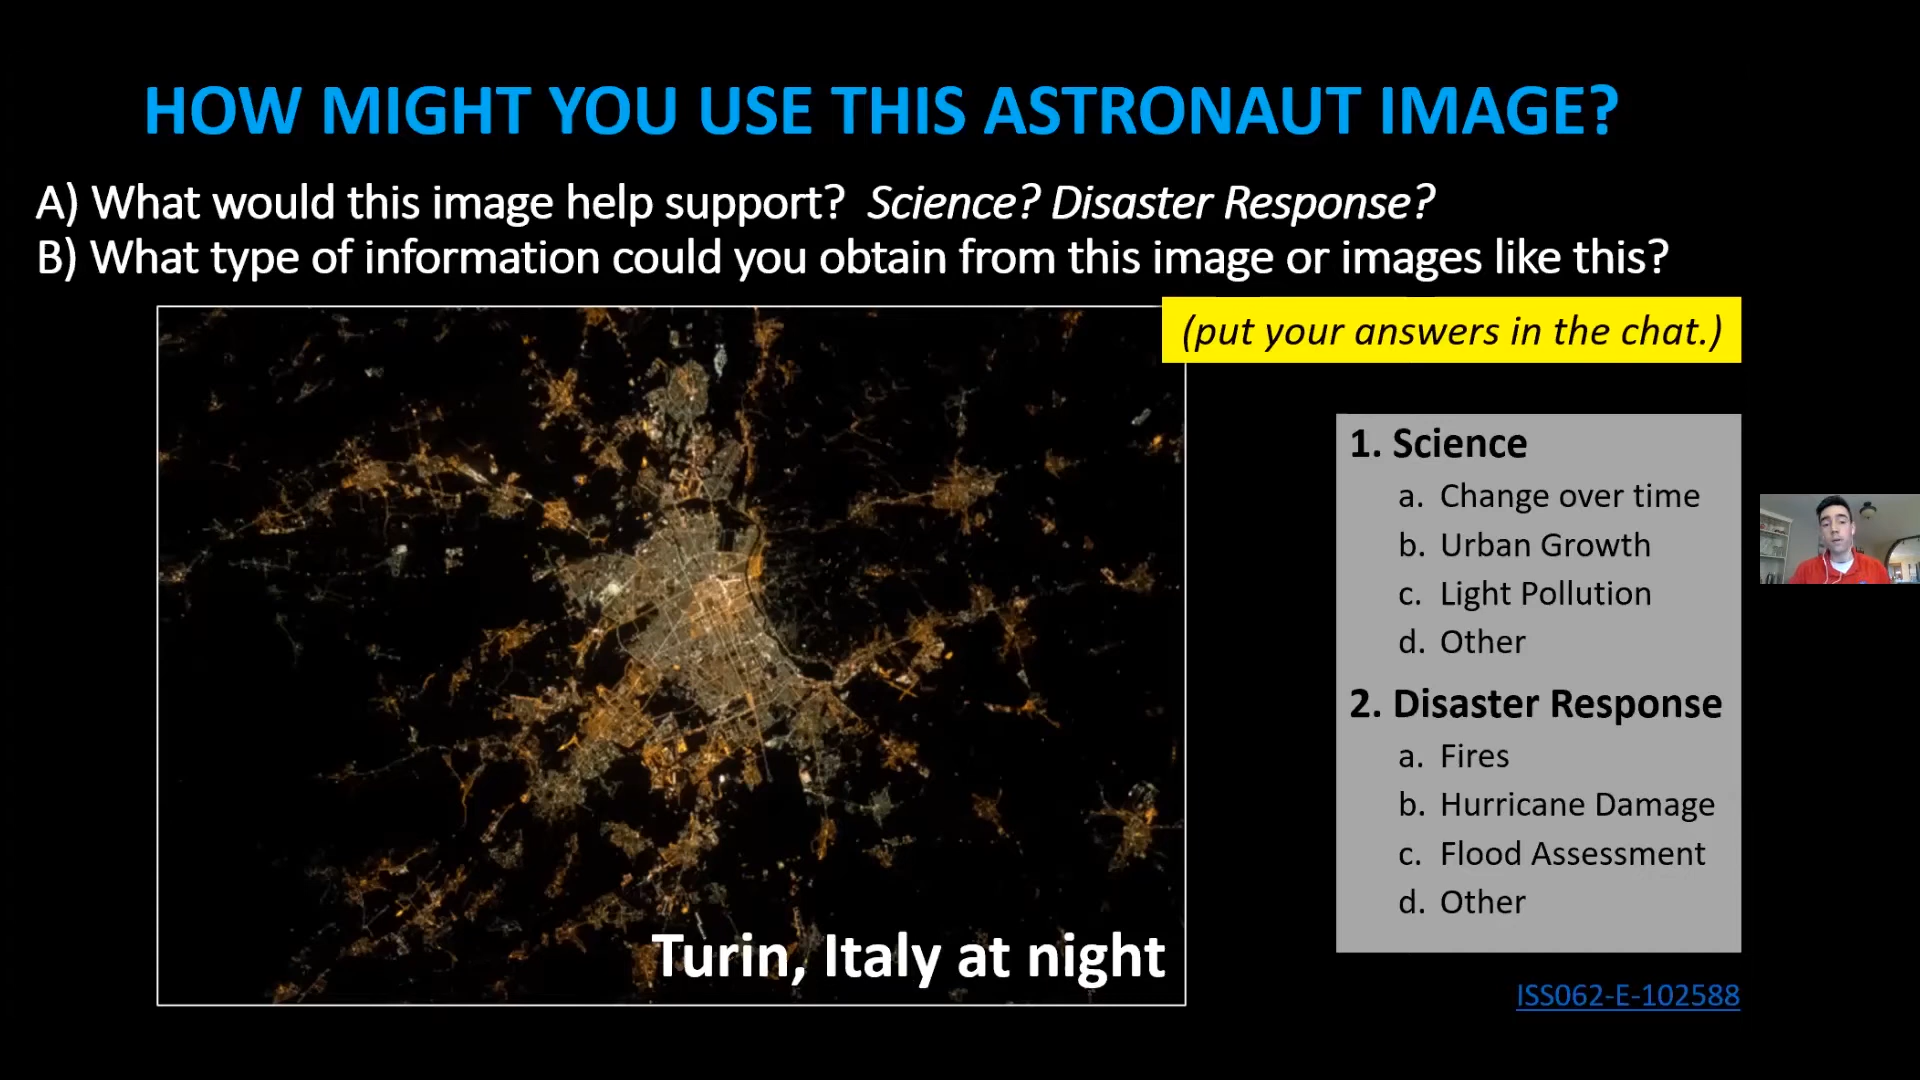 HOW MIGHT YOU USE THIS ASTRONAUT IMAGE?
A) What would this image help support? Science? Disaster Response?
B) What type of information could you obtain from this image or images like this?
(put your answers in the chat.)
Turin, Italy at night
1. Science
a. Change over time
b. Urban Growth
c. Light Pollution
d. Other
2. Disaster Response
a. Fires
b. Hurricane Damage
c. Flood Assessment
d. Other
ISS062-E-102588